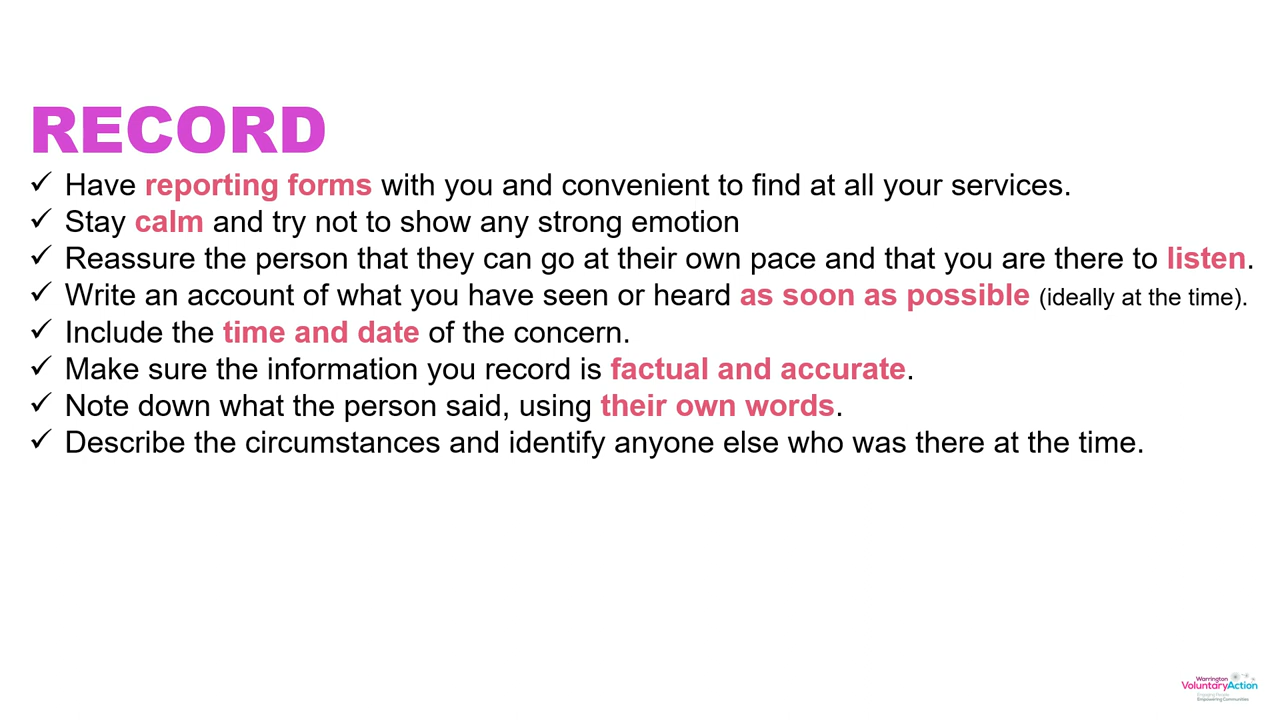 RECORD
✓ Have reporting forms with you and convenient to find at all your services.
✓ Stay calm and try not to show any strong emotion
✓ Reassure the person that they can go at their own pace and that you are there to listen.
✓ Write an account of what you have seen or heard as soon as possible (ideally at the time).
✓ Include the time and date of the concern.
✓ Make sure the information you record is factual and accurate.
✓ Note down what the person said, using their own words.
✓ Describe the circumstances and identify anyone else who was there at the time.
Warrington
VoluntaryAction
Engaging People
Empowering Communities